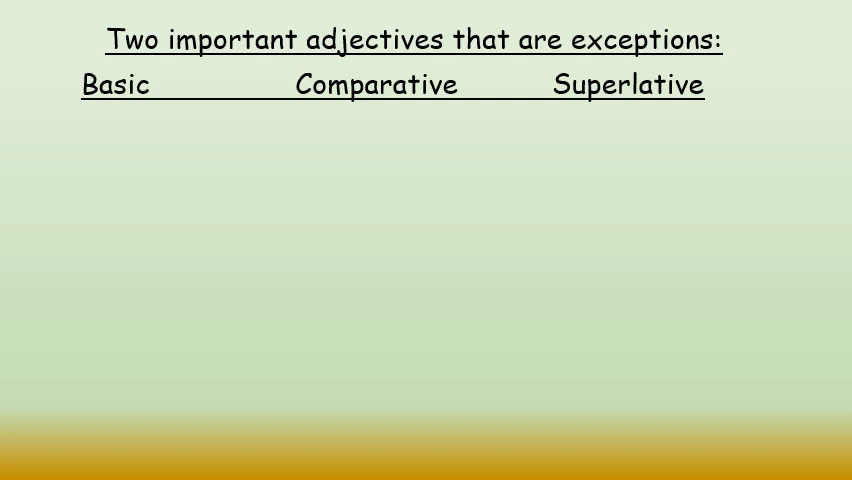 Two important adjectives that are exceptions:
Basic Comparative Superlative